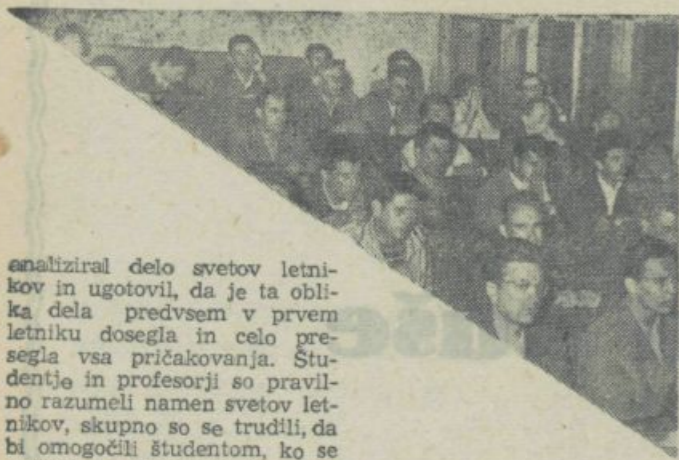 analiziral delo svetov letni-
kov in ugotovil, da je ta obli-
ka dela predvsem v prvem
letniku dosegla in celo pre-
segla vsa pričakovanja. Štu-
dentje in profesorji so pravil-
no razumeli namen svetov let-
nikov, skupno so se trudili, da
bi omogočili študentom, ko se